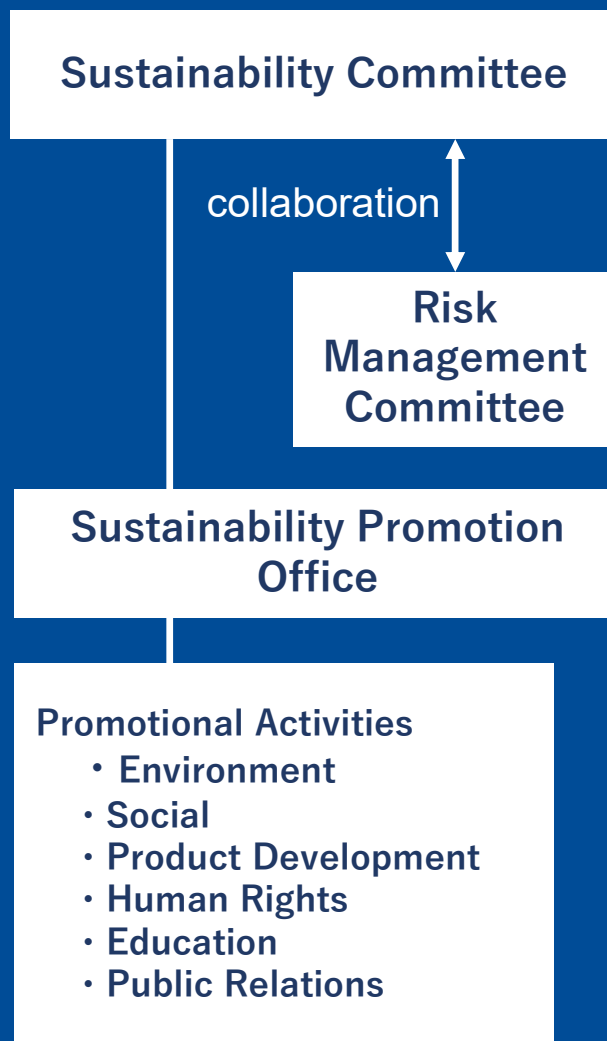 Sustainability Committee
collaboration
Risk
Management
Committee
Sustainability Promotion
Office
Promotional Activities
・Environment
・Social
・Product Development
・Human Rights
・Education
・Public Relations